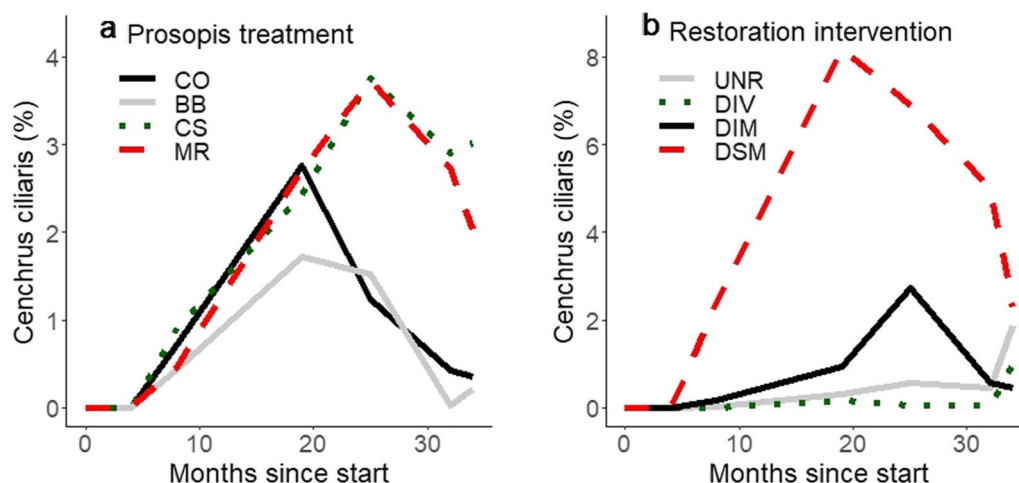 a Prosopis treatment
CO
BB
CS
MR
Cenchrus ciliaris (%)
4
3
2
1
0
0 10 20 30
Months since start
b Restoration intervention
UNR
DIV
DIM
DSM
Cenchrus ciliaris (%)
8
6
4
2
0
0 10 20 30
Months since start